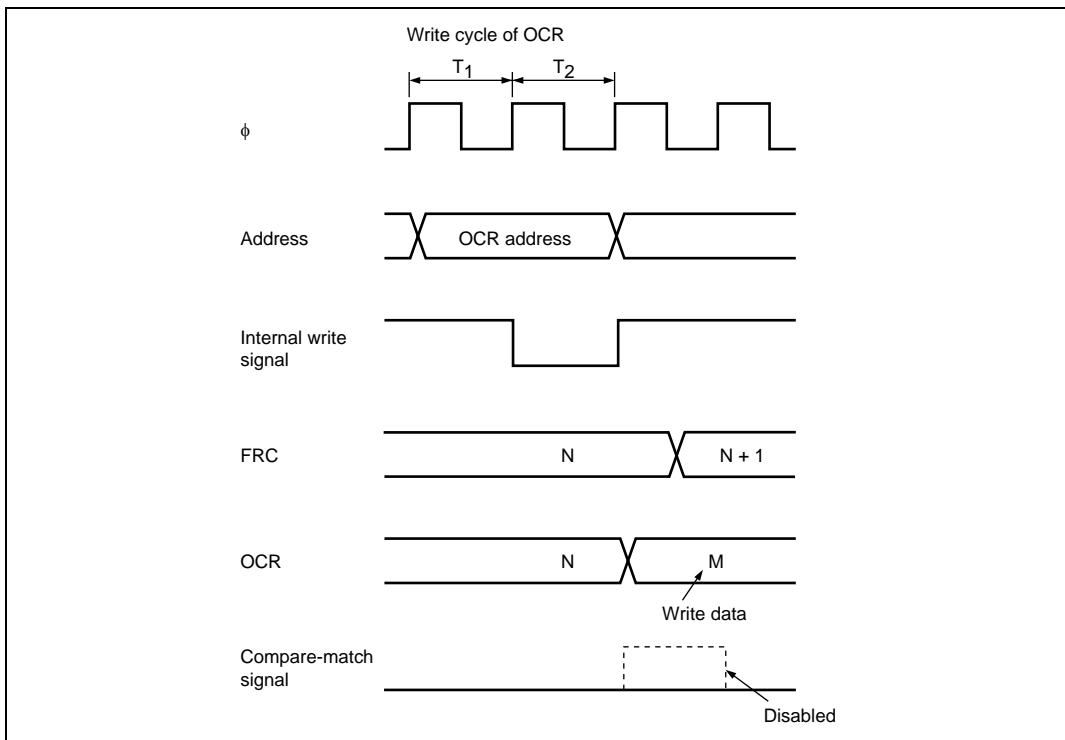 Write cycle of OCR
T1 T2
ϕ
Address OCR address
Internal write
signal
FRC N N + 1
OCR N M
Write data
Compare-match
signal
Disabled